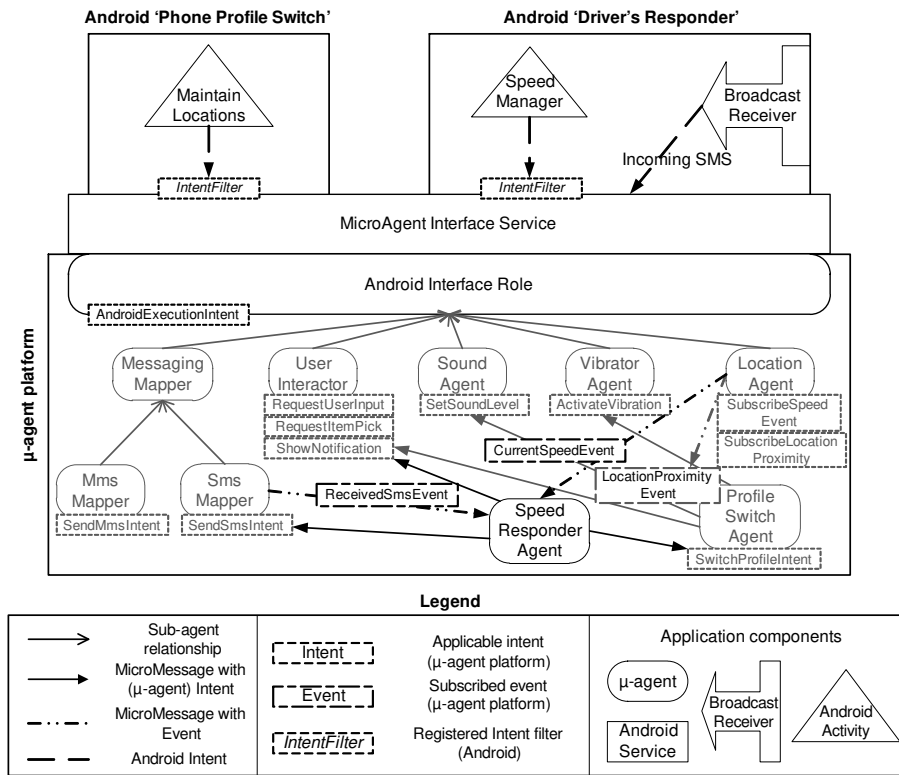 Android 'Phone Profile Switch'
Android 'Driver's Responder'
Maintain
Locations
Speed
Manager
Broadcast
Receiver
Incoming SMS
IntentFilter
IntentFilter
MicroAgent Interface Service
Android Interface Role
AndroidExecutionIntent
µ-agent platform
Messaging
Mapper
User
Interactor
Sound
Agent
Vibrator
Agent
Location
Agent
RequestUserInput
RequestItemPick
ShowNotification
SetSoundLevel
ActivateVibration
SubscribeSpeed
Event
SubscribeLocation
Proximity
CurrentSpeedEvent
LocationProximity
Event
Mms
Mapper
SendMmsIntent
Sms
Mapper
SendSmsIntent
ReceivedSmsEvent
Speed
Responder
Agent
Profile
Switch
Agent
SwitchProfileIntent
Legend
Sub-agent
relationship
MicroMessage with
(µ-agent) Intent
MicroMessage with
Event
Android Intent
Intent
Applicable intent
(µ-agent platform)
Event
Subscribed event
(µ-agent platform)
IntentFilter
Registered Intent filter
(Android)
Application components
µ-agent
Android
Service
Broadcast
Receiver
Android
Activity